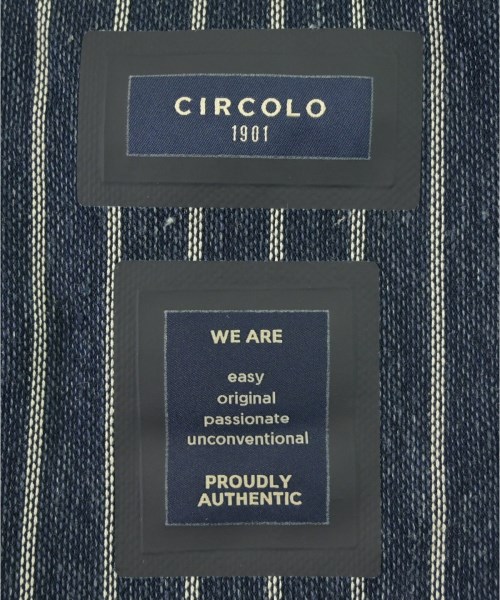 CIRCOLO
1901
WE ARE
easy
original
passionate
unconventional
PROUDLY
AUTHENTIC